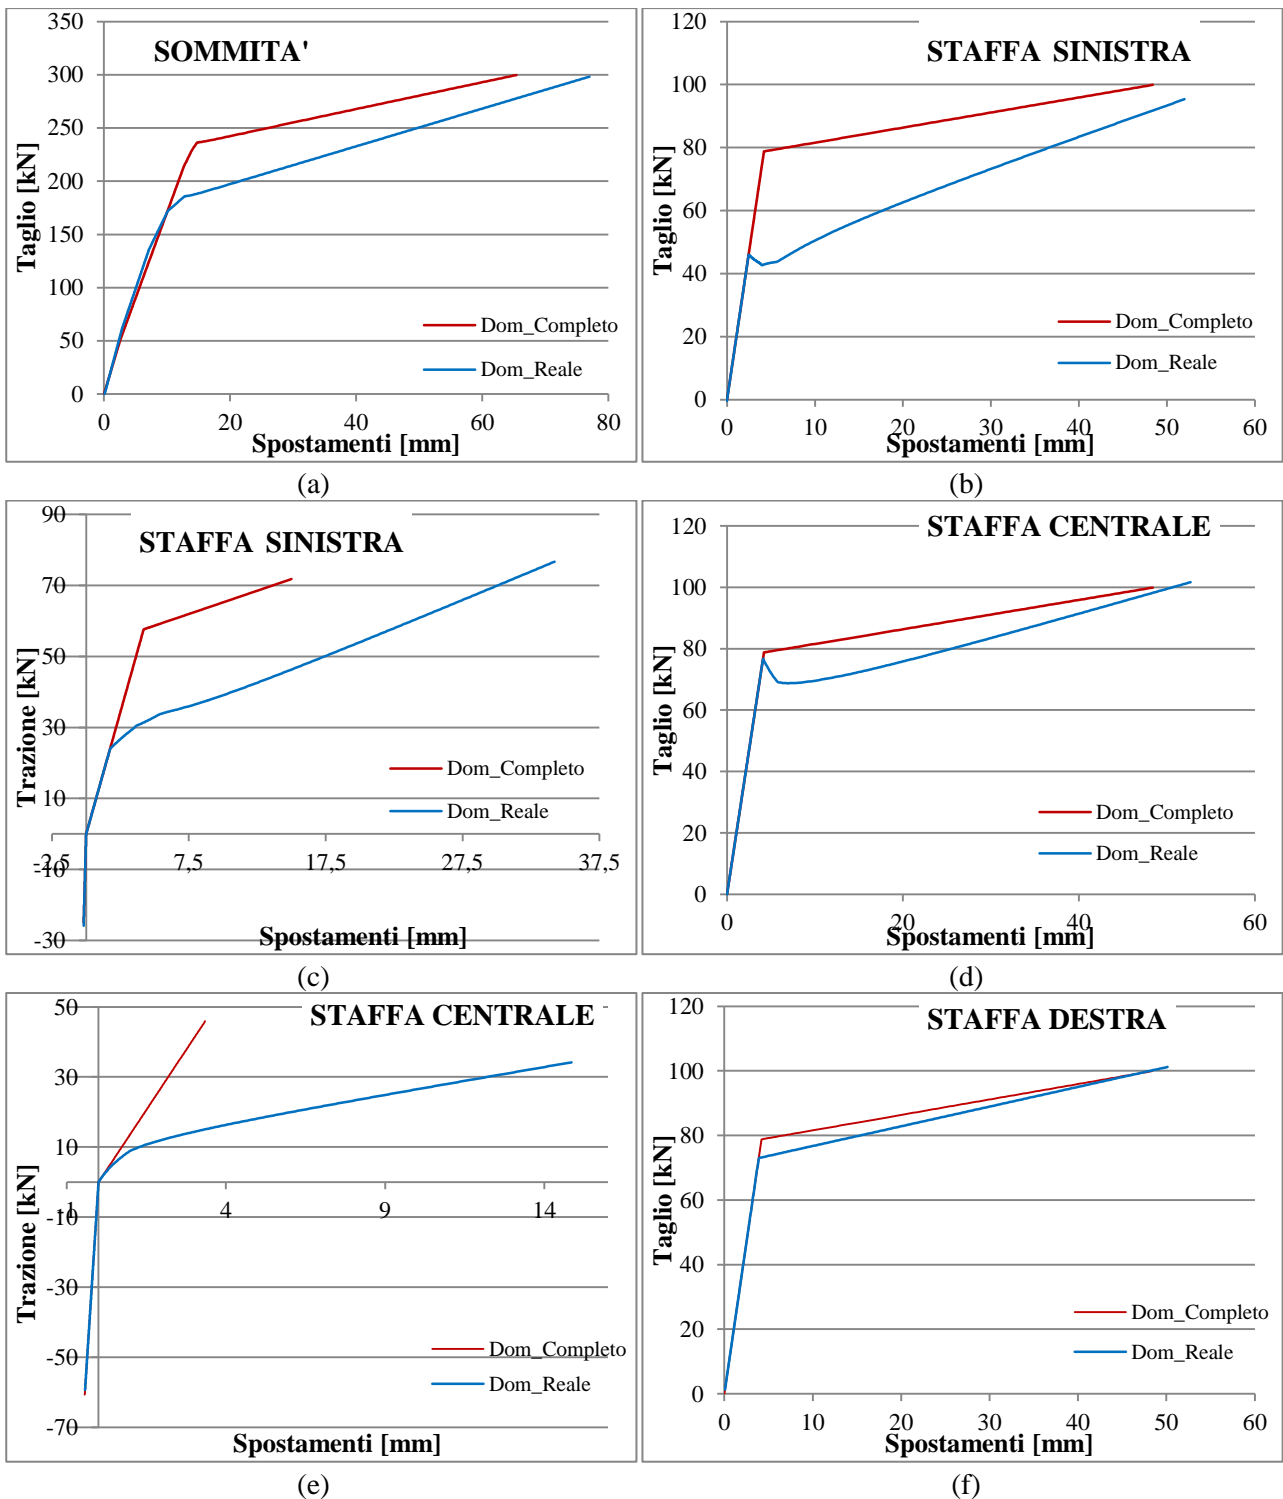 SOMMITA'
Taglio [kN]
350
300
250
200
150
100
50
0
0 20 40 60 80
Spostamenti [mm]
Dom_Completo
Dom_Reale
(a)
STAFFA SINISTRA
Taglio [kN]
120
100
80
60
40
20
0
0 10 20 30 40 50 60
Spostamenti [mm]
Dom_Completo
Dom_Reale
(b)
STAFFA SINISTRA
Trazione [kN]
90
70
50
30
10
-10
-30
-2,5 7,5 17,5 27,5 37,5
Spostamenti [mm]
Dom_Completo
Dom_Reale
(c)
STAFFA CENTRALE
Taglio [kN]
120
100
80
60
40
20
0
0 20 40 60
Spostamenti [mm]
Dom_Completo
Dom_Reale
(d)
STAFFA CENTRALE
Trazione [kN]
50
30
10
-10
-30
-50
-70
-1 4 9 14
Spostamenti [mm]
Dom_Completo
Dom_Reale
(e)
STAFFA DESTRA
Taglio [kN]
120
100
80
60
40
20
0
0 10 20 30 40 50 60
Spostamenti [mm]
Dom_Completo
Dom_Reale
(f)